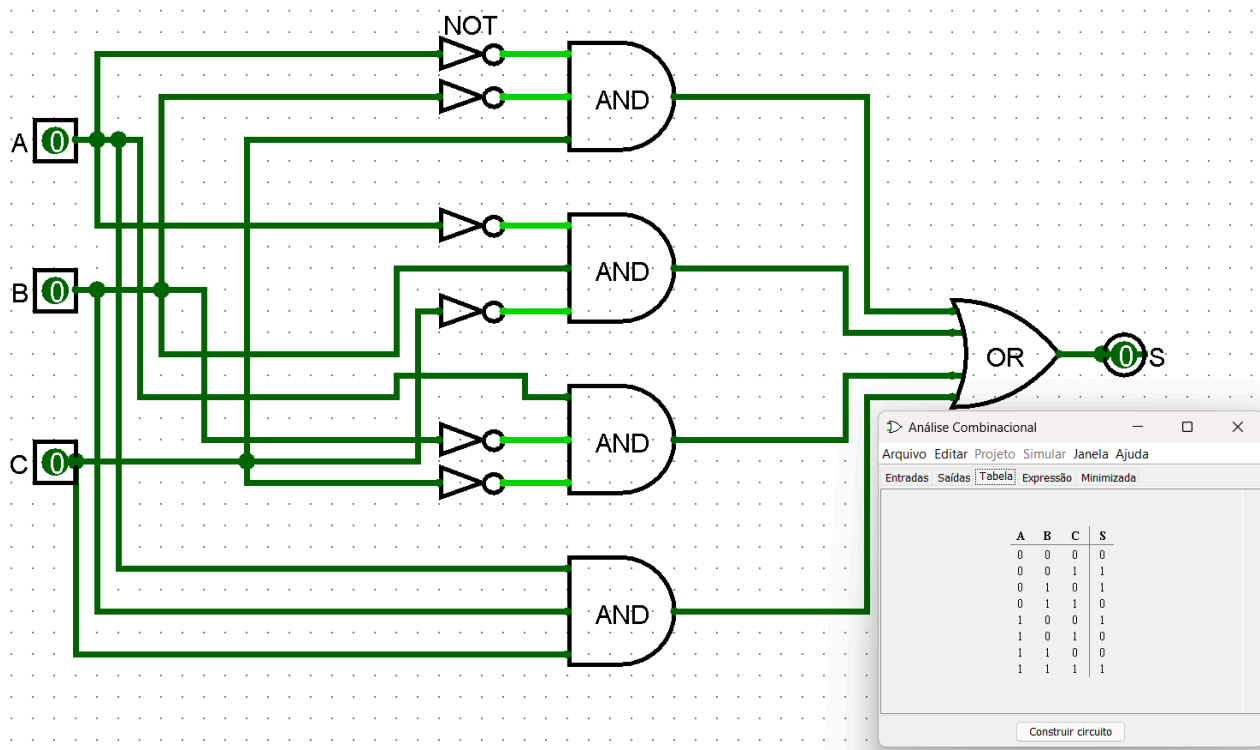 NOT
AND
A 0
AND
B 0
OR
0 S
AND
C 0
AND
Análise Combinacional
Arquivo Editar Projeto Simular Janela Ajuda
Entradas Saídas Tabela Expressão Minimizada
A B C S
0 0 0 0
0 0 1 1
0 1 0 1
0 1 1 0
1 0 0 1
1 0 1 0
1 1 0 0
1 1 1 1
Construir circuito